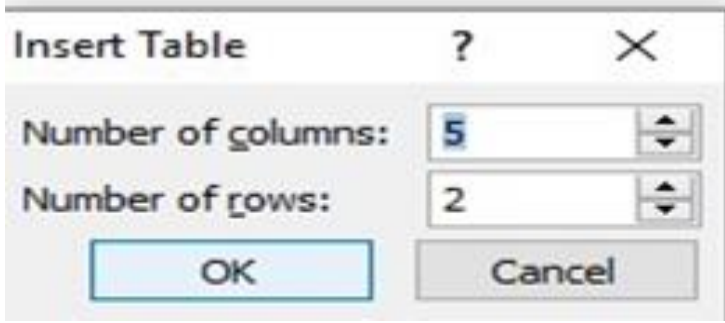 Insert Table ?
Number of columns: 5
Number of rows: 2
OK Cancel